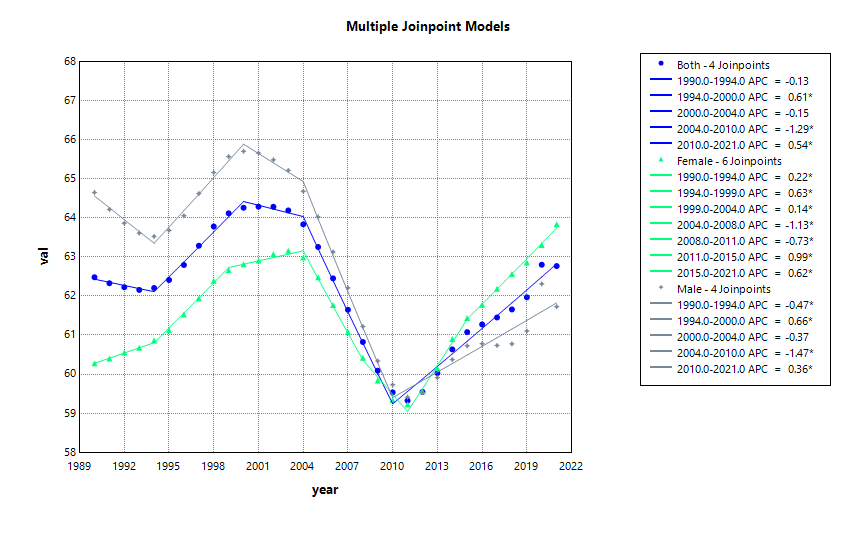 Multiple Joinpoint Models
68
67
66
65
64
63
62
61
60
59
58
val
1989 1992 1995 1998 2001 2004 2007 2010 2013 2016 2019 2022
year
Both - 4 Joinpoints
1990.0-1994.0 APC = -0.13
1994.0-2000.0 APC = 0.61*
2000.0-2004.0 APC = -0.15
2004.0-2010.0 APC = -1.29*
2010.0-2021.0 APC = 0.54*
Female - 6 Joinpoints
1990.0-1994.0 APC = 0.22*
1994.0-1999.0 APC = 0.63*
1999.0-2004.0 APC = 0.14*
2004.0-2008.0 APC = -1.13*
2008.0-2011.0 APC = -0.73*
2011.0-2015.0 APC = 0.99*
2015.0-2021.0 APC = 0.62*
Male - 4 Joinpoints
1990.0-1994.0 APC = -0.47*
1994.0-2000.0 APC = 0.66*
2000.0-2004.0 APC = -0.37
2004.0-2010.0 APC = -1.47*
2010.0-2021.0 APC = 0.36*